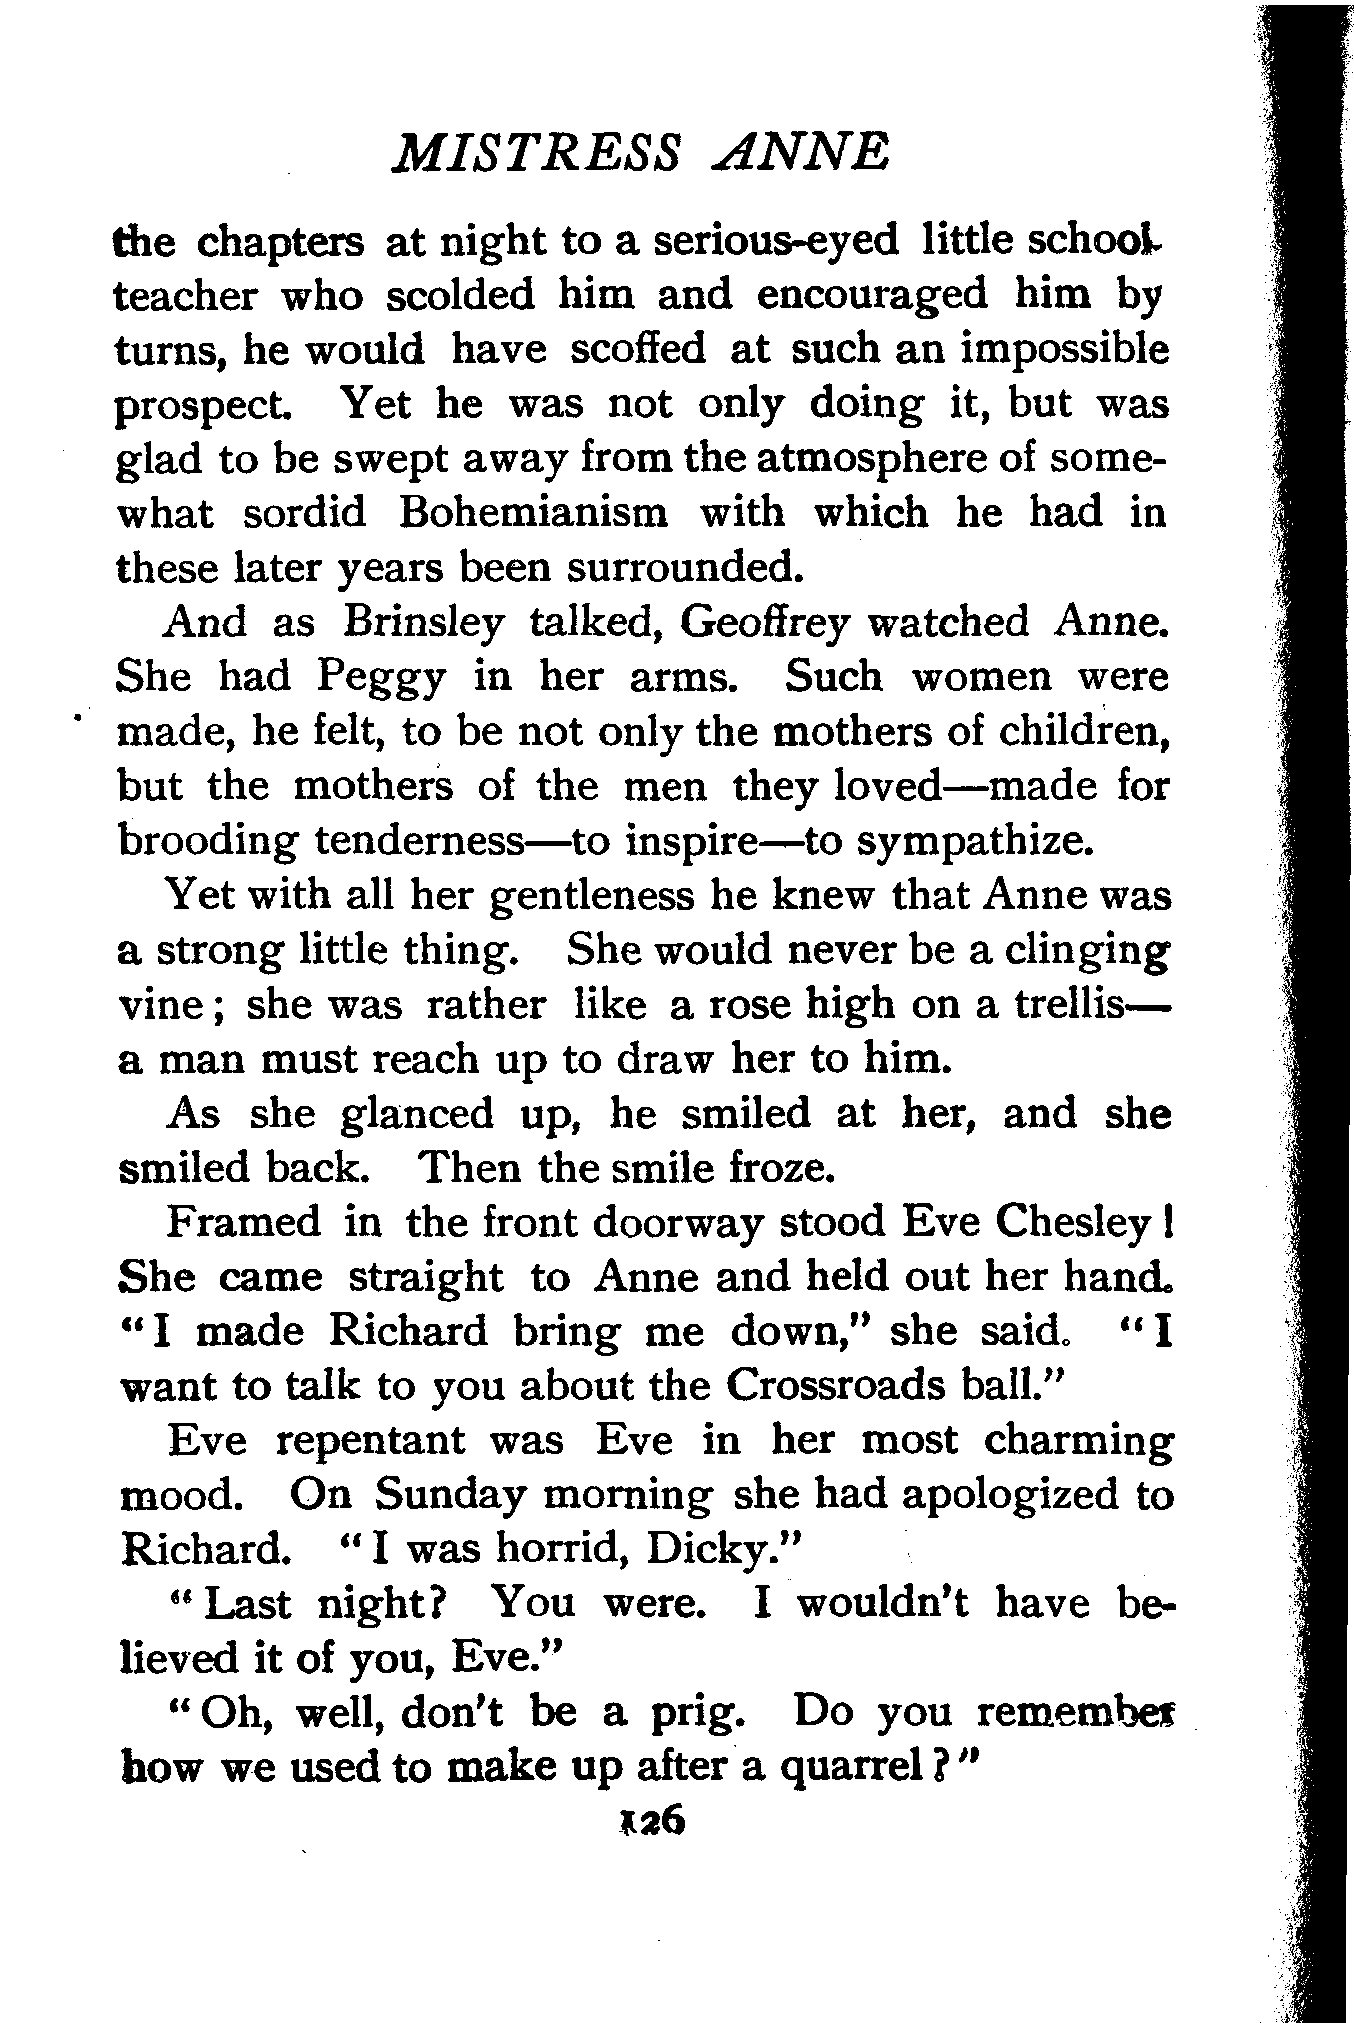 MISTRESS ANNE
the chapters at night to a serious-eyed little school-
teacher who scolded him and encouraged him by
turns, he would have scoffed at such an impossible
prospect. Yet he was not only doing it, but was
glad to be swept away from the atmosphere of some-
what sordid Bohemianism with which he had in
these later years been surrounded.
And as Brinsley talked, Geoffrey watched Anne.
She had Peggy in her arms. Such women were
made, he felt, to be not only the mothers of children,
but the mothers of the men they loved—made for
brooding tenderness—to inspire—to sympathize.
Yet with all her gentleness he knew that Anne was
a strong little thing. She would never be a clinging
vine; she was rather like a rose high on a trellis—
a man must reach up to draw her to him.
As she glanced up, he smiled at her, and she
smiled back. Then the smile froze.
Framed in the front doorway stood Eve Chesley!
She came straight to Anne and held out her hand.
"I made Richard bring me down," she said. "I
want to talk to you about the Crossroads ball."
Eve repentant was Eve in her most charming
mood. On Sunday morning she had apologized to
Richard. "I was horrid, Dicky."
"Last night? You were. I wouldn't have be-
lieved it of you, Eve."
"Oh, well, don't be a prig. Do you remember
how we used to make up after a quarrel?"
126